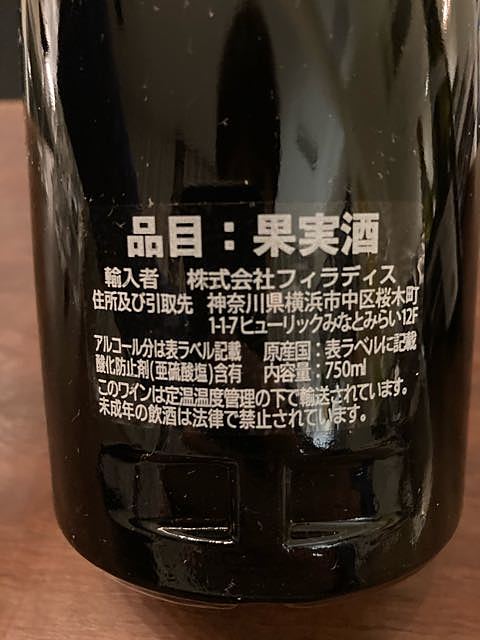 品目：果実酒
輸入者　株式会社フィラディス
住所及び引取先　神奈川県横浜市中区桜木町
1-1-7ヒューリックみなとみらい12F
アルコール分は表ラベル記載　原産国：表ラベルに記載
酸化防止剤(亜硫酸塩)含有　内容量：750ml
このワインは定温温度管理の下で輸送されています。
未成年の飲酒は法律で禁止されています。